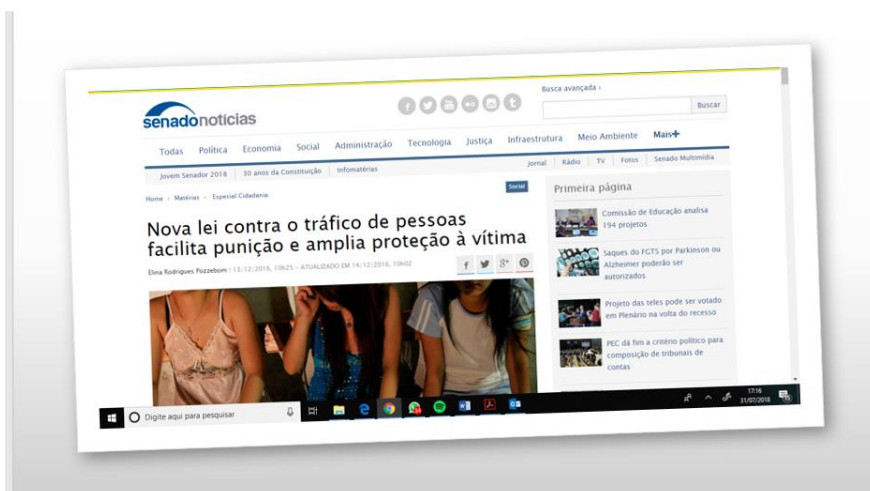 senadonotícias
Busca avançada ›
Buscar
Todas Política Economia Social Administração Tecnologia Justiça Infraestrutura Meio Ambiente Mais+
Jovem Senador 2018 30 anos da Constituição Infomatérias
Jornal Rádio TV Fotos Senado Multimídia
Home › Matérias › Especial Cidadania
Social
Nova lei contra o tráfico de pessoas
facilita punição e amplia proteção à vítima
Elina Rodrigues Pozzebom | 12/12/2016, 10h25 - ATUALIZADO EM 14/12/2016, 10h02
Primeira página
Comissão de Educação analisa
194 projetos
Saques do FGTS por Parkinson ou
Alzheimer poderão ser
autorizados
Projeto das teles pode ser votado
em Plenário na volta do recesso
PEC dá fim a critério político para
composição de tribunais de
contas
Digite aqui para pesquisar
17:16
31/07/2018